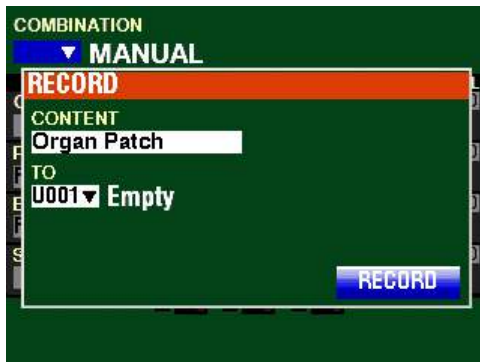 COMBINATION
▼ MANUAL
RECORD
CONTENT
Organ Patch
TO
U001▼ Empty
RECORD